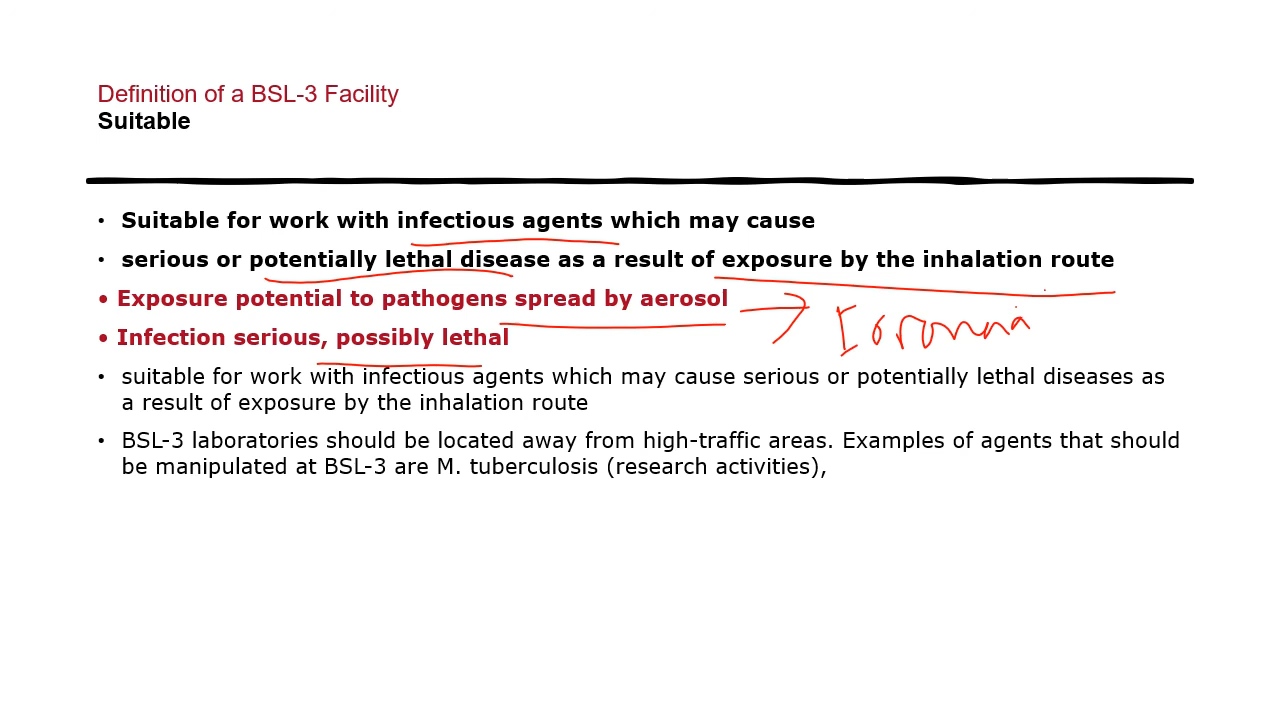 Definition of a BSL-3 Facility
Suitable
• Suitable for work with infectious agents which may cause
• serious or potentially lethal disease as a result of exposure by the inhalation route
• Exposure potential to pathogens spread by aerosol
• Infection serious, possibly lethal
• suitable for work with infectious agents which may cause serious or potentially lethal diseases as
a result of exposure by the inhalation route
• BSL-3 laboratories should be located away from high-traffic areas. Examples of agents that should
be manipulated at BSL-3 are M. tuberculosis (research activities),